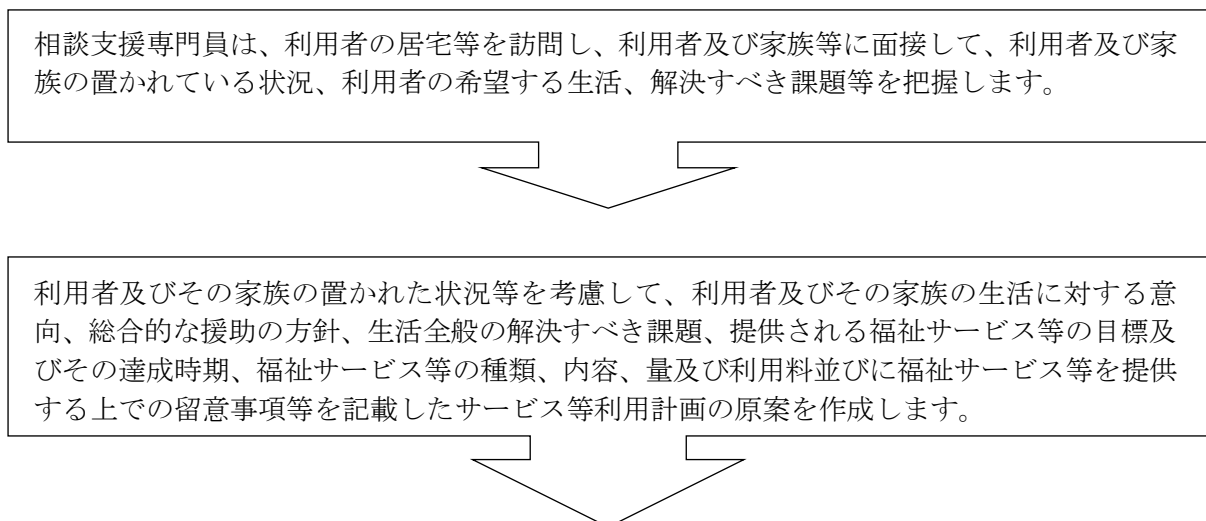 相談支援専門員は、利用者の居宅等を訪問し、利用者及び家族等に面接して、利用者及び家
族の置かれている状況、利用者の希望する生活、解決すべき課題等を把握します。
利用者及びその家族の置かれた状況等を考慮して、利用者及びその家族の生活に対する意
向、総合的な援助の方針、生活全般の解決すべき課題、提供される福祉サービス等の目標及
びその達成時期、福祉サービス等の種類、内容、量及び利用料並びに福祉サービス等を提供
する上での留意事項等を記載したサービス等利用計画の原案を作成します。